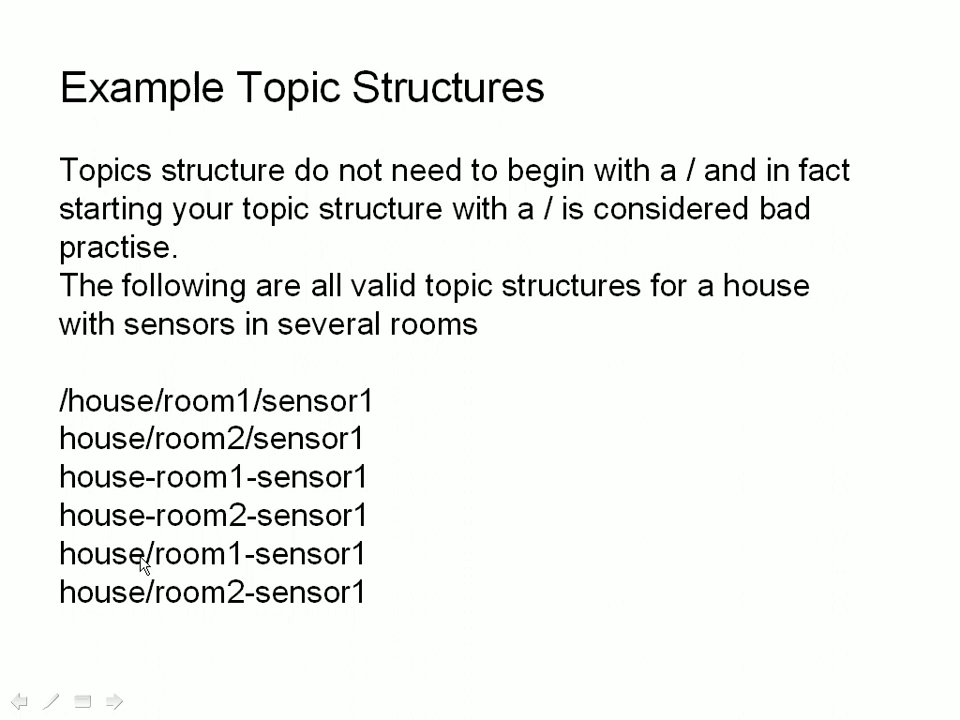 Example Topic Structures
Topics structure do not need to begin with a / and in fact
starting your topic structure with a / is considered bad
practise.
The following are all valid topic structures for a house
with sensors in several rooms
/house/room1/sensor1
house/room2/sensor1
house-room1-sensor1
house-room2-sensor1
house/room1-sensor1
house/room2-sensor1